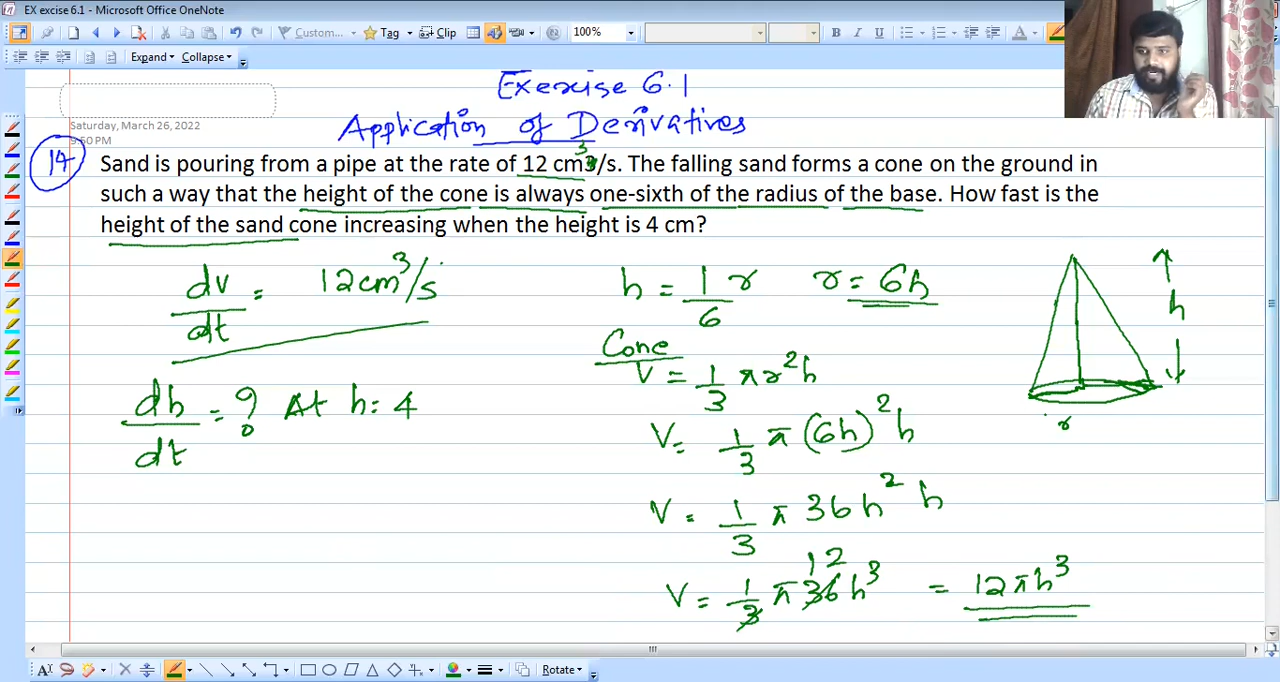 EX excise 6.1 - Microsoft Office OneNote
Custom... Tag Clip 100% B I U A
Expand Collapse
Exercise 6.1
Application of Derivatives
Saturday, March 26, 2022
9:50 PM
14
Sand is pouring from a pipe at the rate of 12 cm³/s. The falling sand forms a cone on the ground in
such a way that the height of the cone is always one-sixth of the radius of the base. How fast is the
height of the sand cone increasing when the height is 4 cm?
dv/dt = 12cm³/s
dh/dt = ? At h = 4
h = 1/6 r r = 6h
Cone
V = 1/3 πr²h
V = 1/3 π (6h)² h
V = 1/3 π 36h² h
12
V = 1/3 π 36h³ = 12πh³
h
r
Rotate